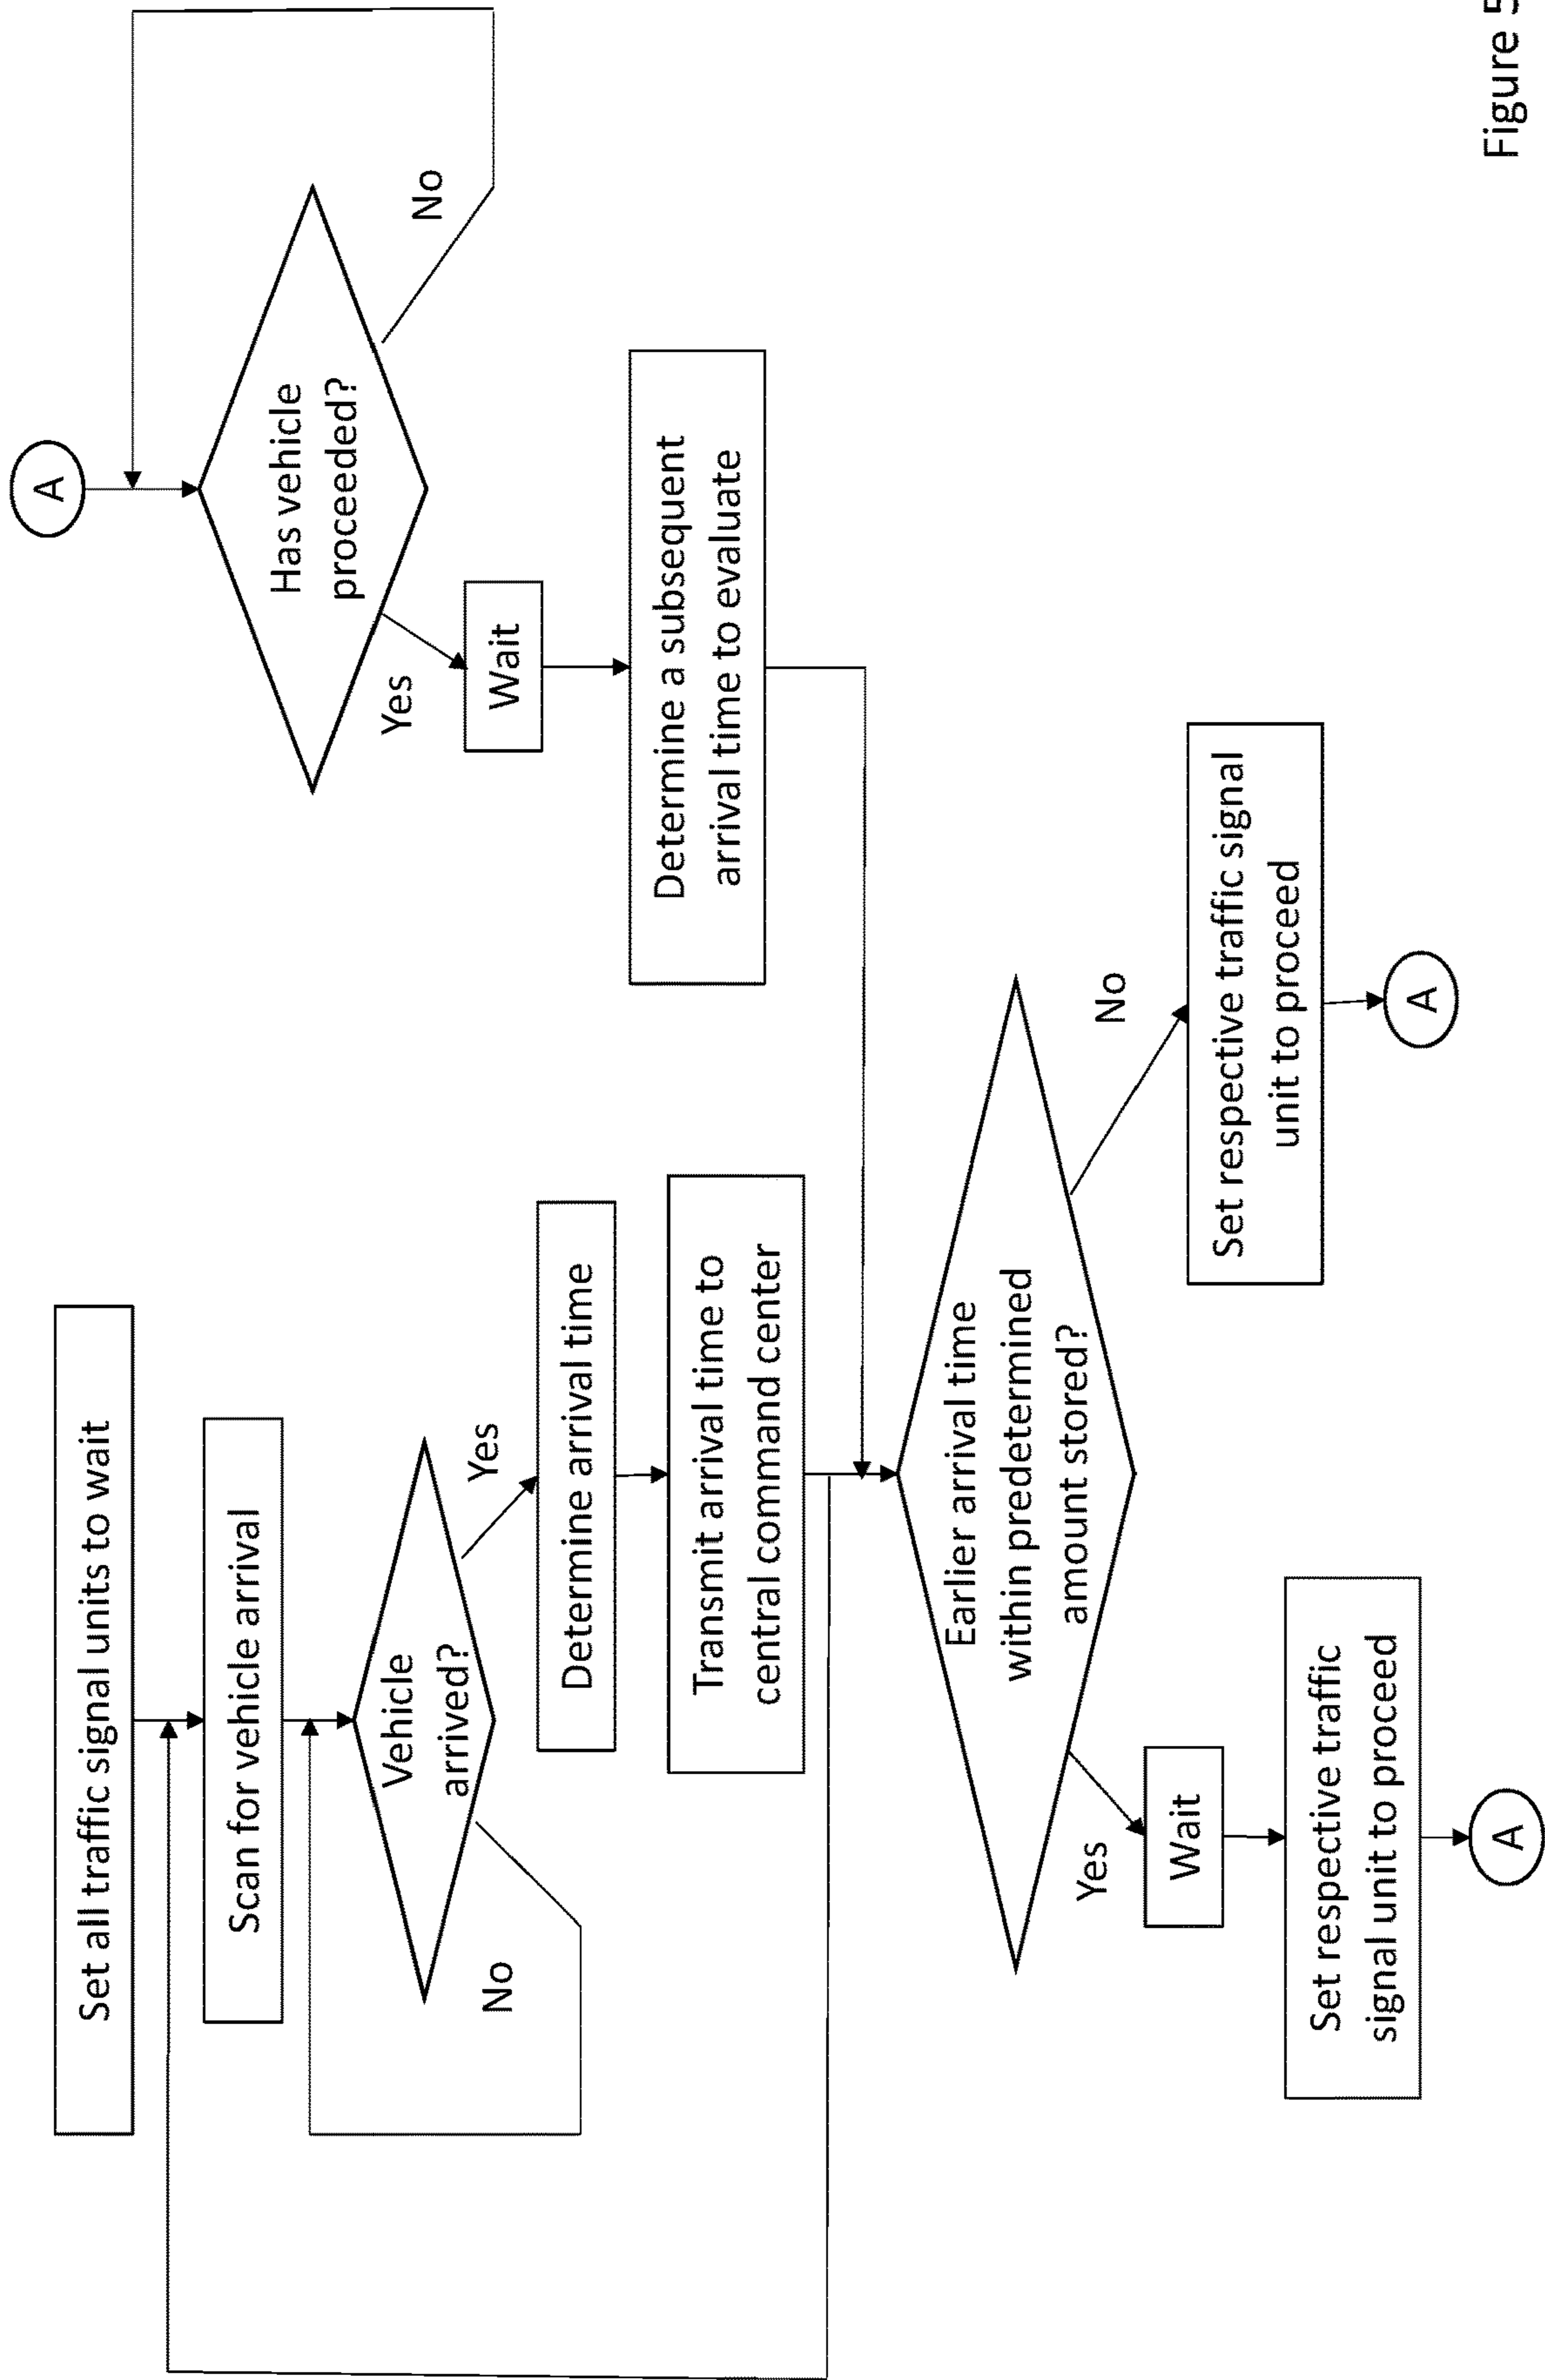 Set all traffic signal units to wait
Scan for vehicle arrival
Vehicle
arrived?
No
Yes
Determine arrival time
Transmit arrival time to
central command center
Earlier arrival time
within predetermined
amount stored?
Yes
Wait
Set respective traffic
signal unit to proceed
A
No
Set respective traffic signal
unit to proceed
A
A
Has vehicle
proceeded?
No
Yes
Wait
Determine a subsequent
arrival time to evaluate
Figure 5